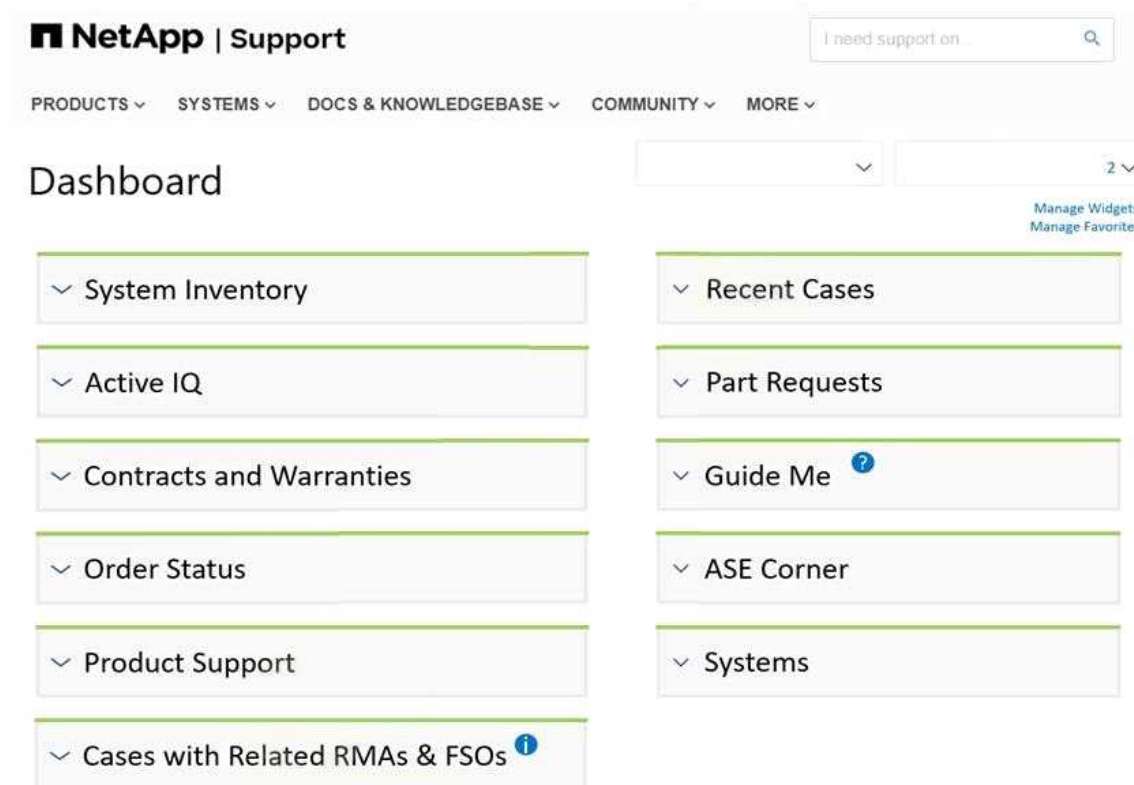 NetApp | Support
I need support on...
PRODUCTS
SYSTEMS
DOCS & KNOWLEDGEBASE
COMMUNITY
MORE
Dashboard
2
Manage Widget
Manage Favorite
System Inventory
Active IQ
Contracts and Warranties
Order Status
Product Support
Cases with Related RMAs & FSOs
Recent Cases
Part Requests
Guide Me ?
ASE Corner
Systems